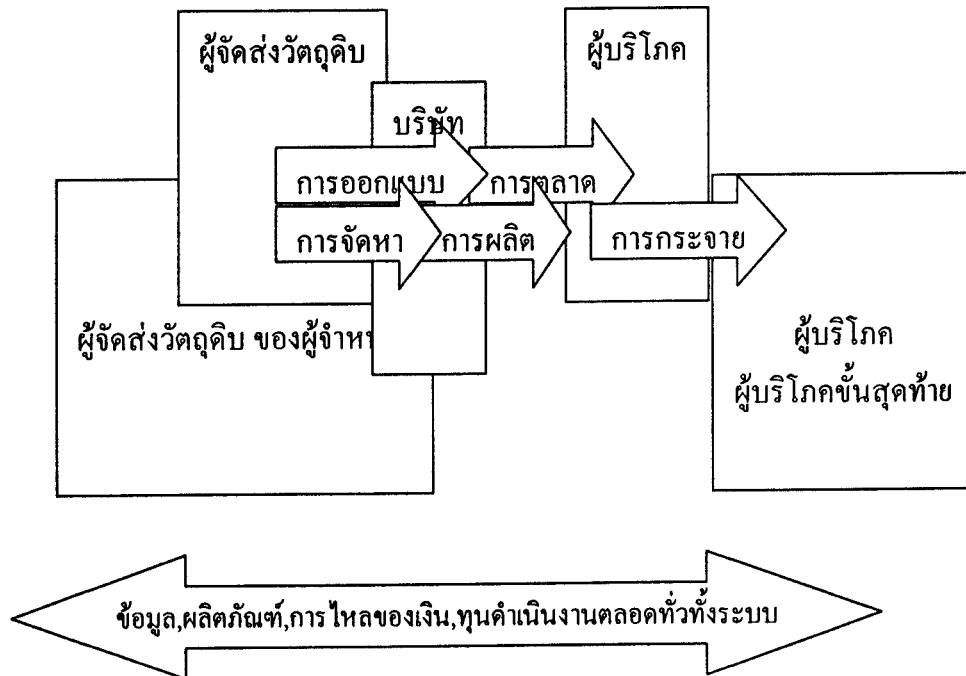 ผู้จัดส่งวัตถุดิบ
ผู้บริโภค
บริษัท
การออกแบบ
การตลาด
การจัดหา
การผลิต
การกระจาย
ผู้จัดส่งวัตถุดิบ ของผู้จำห
ผู้บริโภค
ผู้บริโภคขั้นสุดท้าย
ข้อมูล,ผลิตภัณฑ์,การไหลของเงิน,ทุนดำเนินงานตลอดทั่วทั้งระบบ